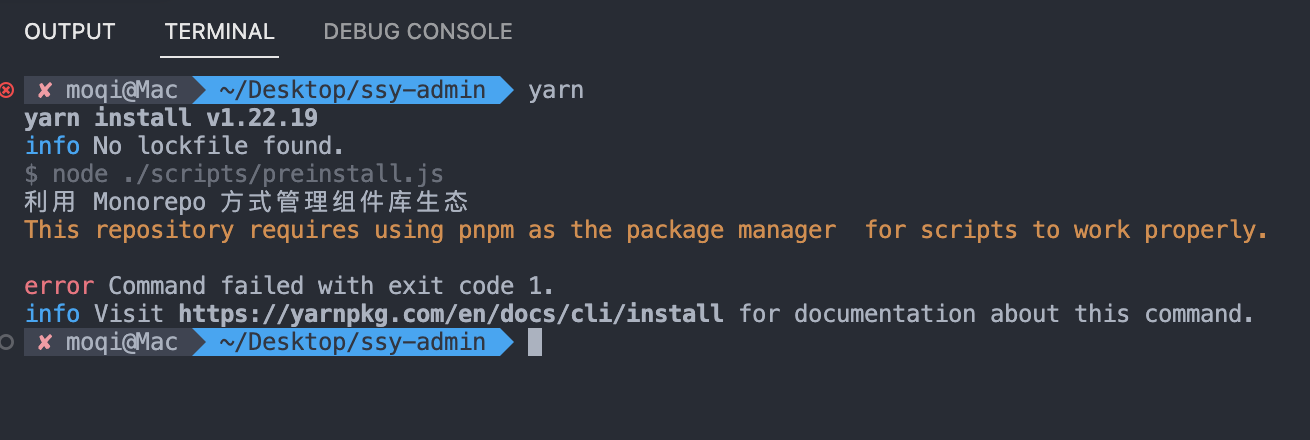 OUTPUT TERMINAL DEBUG CONSOLE
✘ moqi@Mac ~/Desktop/ssy-admin yarn
yarn install v1.22.19
info No lockfile found.
$ node ./scripts/preinstall.js
利用 Monorepo 方式管理组件库生态
This repository requires using pnpm as the package manager  for scripts to work properly.
error Command failed with exit code 1.
info Visit https://yarnpkg.com/en/docs/cli/install for documentation about this command.
✘ moqi@Mac ~/Desktop/ssy-admin